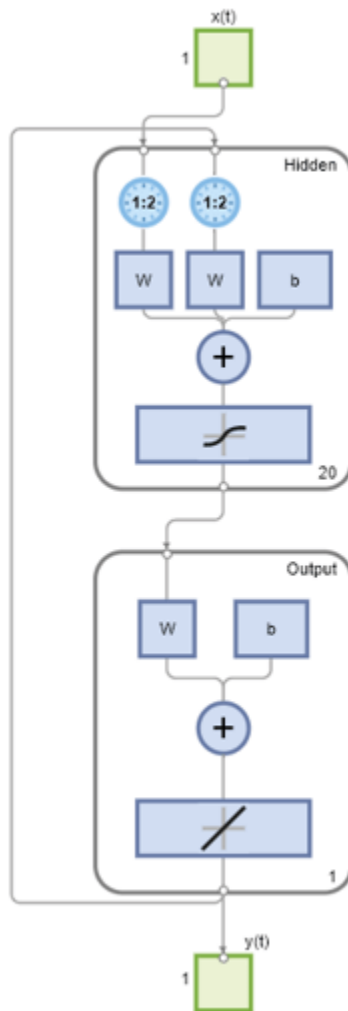 x(t)
1
Hidden
1:2 1:2
W W b
+
20
Output
W b
+
1
y(t)
1